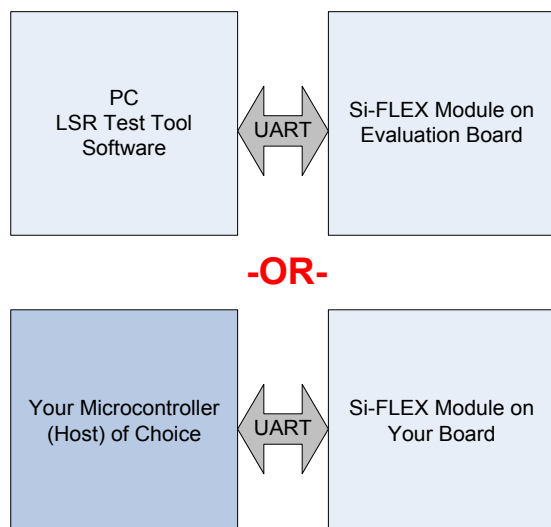 PC
LSR Test Tool
Software
UART
Si-FLEX Module on
Evaluation Board
-OR-
Your Microcontroller
(Host) of Choice
UART
Si-FLEX Module on
Your Board